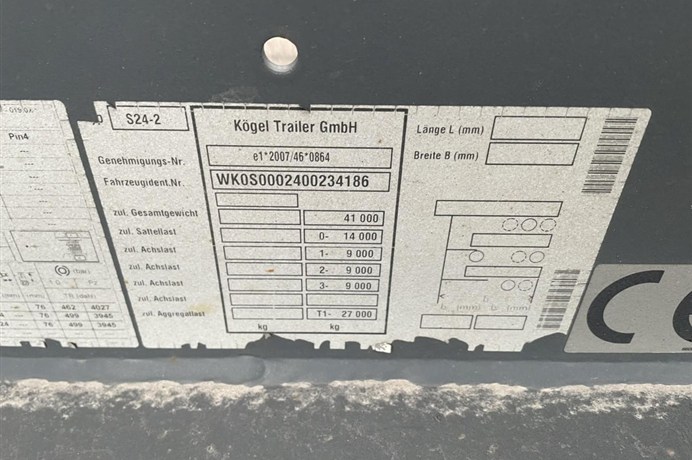 S24-2
Kögel Trailer GmbH
Genehmigungs-Nr. e1*2007/46*0864
Fahrzeugident.Nr. WK0S0002400234186
zul. Gesamtgewicht 41 000
zul. Sattellast 0- 14 000
zul. Achslast 1- 9 000
zul. Achslast 2- 9 000
zul. Achslast 3- 9 000
zul. Achslast
zul. Aggregatlast T1- 27 000
kg kg
Länge L (mm)
Breite B (mm)
Pin4
(bar)
76 462 4027
76 499 3945
24 76 499 3945
CE